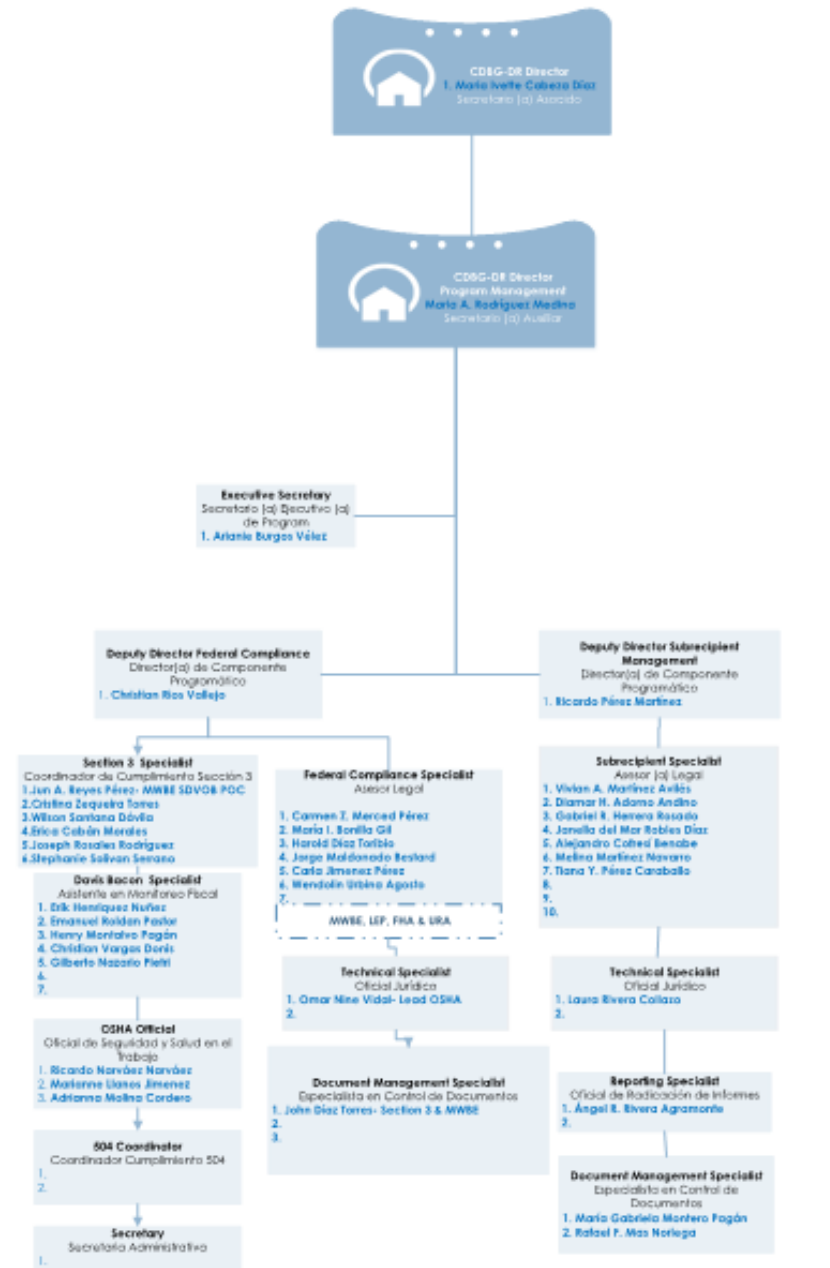 CDBG-DR Director
1. Maria Ivette Cabeza Díaz
Secretario (a) Asocido
CDBG-DR Director
Program Management
Maria A. Rodríguez Medina
Secretario (a) Auxiliar
Executive Secretary
Secretario (a) Ejecutivo (a)
de Program
1. Arianie Burgos Vélez
Deputy Director Federal Compliance
Director(a) de Componente
Programático
1. Christian Rios Vallejo
Deputy Director Subrecipient
Management
Director(a) de Componente
Programático
1. Ricardo Pérez Martínez
Section 3 Specialist
Coordinador de Cumplimiento Sección 3
1.Jun A. Reyes Pérez- MWBE SDVOB POC
2.Cristina Zequeira Torres
3.Wilson Santana Dávila
4.Erica Cabán Morales
5.Joseph Rosales Rodríguez
6.Stephanie Solivan Serrano
Davis Bacon Specialist
Asistente en Monitoreo Fiscal
1. Erik Henriquez Nuñez
2. Emanuel Roldan Pastor
3. Henry Montalvo Pagán
4. Christian Vargas Denis
5. Gilberto Nazario Pietri
6.
7.
OSHA Official
Oficial de Seguridad y Salud en el
Trabajo
1. Ricardo Narváez Narváez
2. Marianne Llanos Jimenez
3. Adrianna Molina Cordero
504 Coordinator
Coordinador Cumplimiento 504
1.
2.
Secretary
Secretaria Administrativa
1.
Federal Compliance Specialist
Asesor Legal
1. Carmen Z. Merced Pérez
2. María I. Bonilla Gil
3. Harold Díaz Toribio
4. Jorge Maldonado Bestard
5. Carla Jimenez Pérez
6. Wendolin Urbina Agosto
7.
MWBE, LEP, FHA & URA
Technical Specialist
Oficial Jurídico
1. Omar Nine Vidal- Lead OSHA
2.
Document Management Specialist
Especialista en Control de Documentos
1. John Díaz Torres- Section 3 & MWBE
2.
3.
Subrecipient Specialist
Asesor (a) Legal
1. Vivian A. Martínez Avilés
2. Diamar H. Adorno Andino
3. Gabriel R. Herrera Rosado
4. Janella del Mar Robles Díaz
5. Alejandro Cotresi Benabe
6. Melina Martínez Navarro
7. Tiana Y. Pérez Caraballo
8.
9.
10.
Technical Specialist
Oficial Jurídico
1. Laura Rivera Collazo
2.
Reporting Specialist
Oficial de Radicación de Informes
1. Ángel R. Rivera Agramonte
2.
Document Management Specialist
Especialista en Control de
Documentos
1. María Gabriela Montero Pagán
2. Rafael P. Mas Noriega